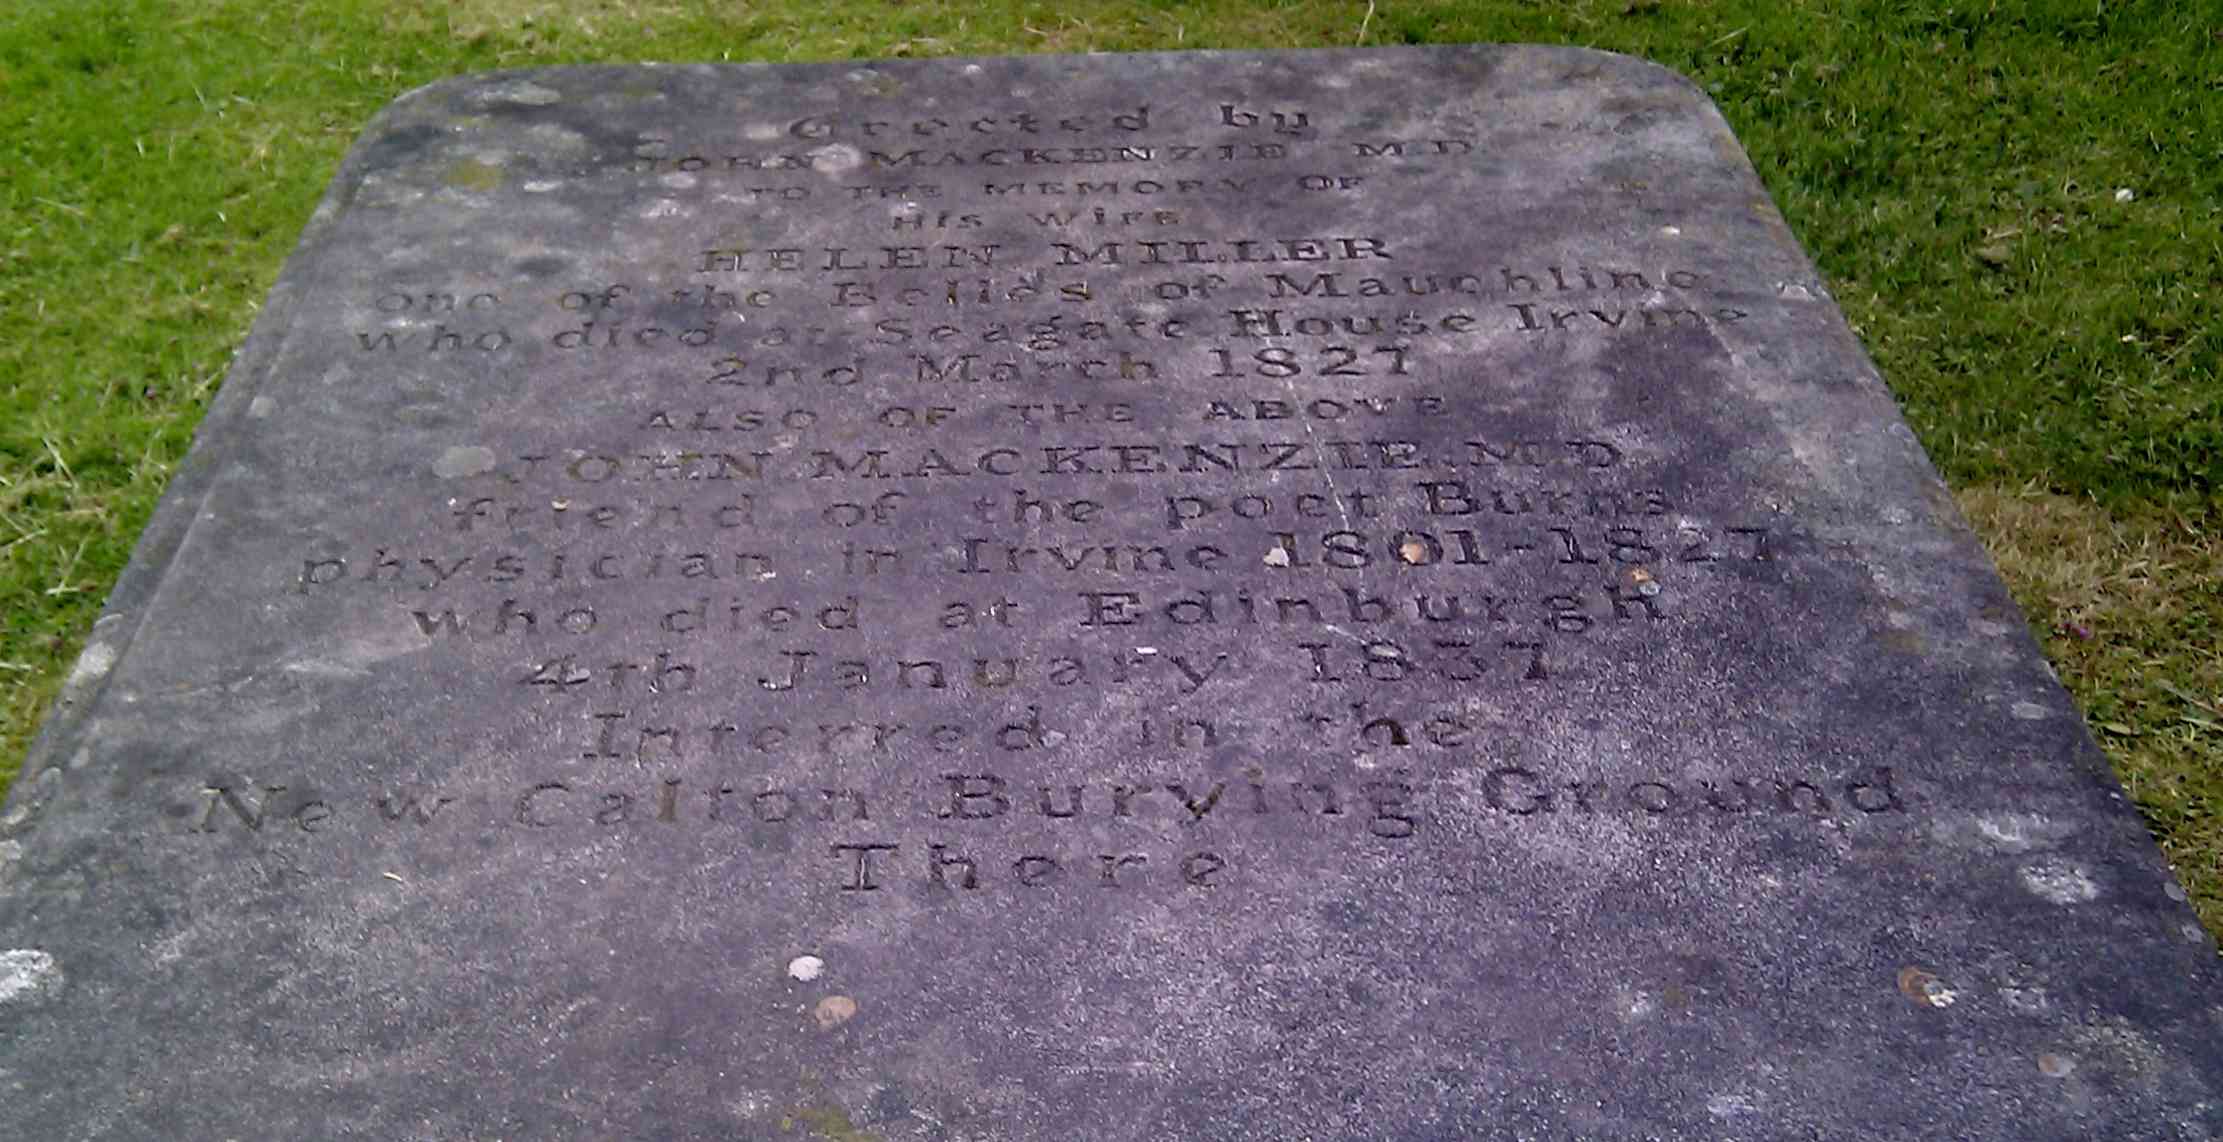 Erected by
JOHN MACKENZIE MD
TO THE MEMORY OF
His Wife
HELEN MILLER
One of the Belles of Mauchline
who died at Seagate House Irvine
2nd March 1827
ALSO OF THE ABOVE
JOHN MACKENZIE MD
friend of the poet Burns
physician in Irvine 1801-1827
who died at Edinburgh
4th January 1837
Interred in the
New Calton Burying Ground
There